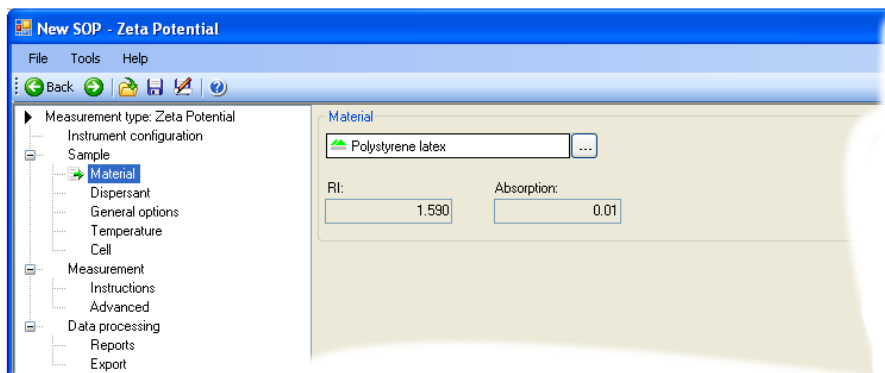 New SOP - Zeta Potential
File Tools Help
Back
Measurement type: Zeta Potential
Instrument configuration
Sample
Material
Dispersant
General options
Temperature
Cell
Measurement
Instructions
Advanced
Data processing
Reports
Export
Material
Polystyrene latex ...
RI: Absorption:
1.590 0.01